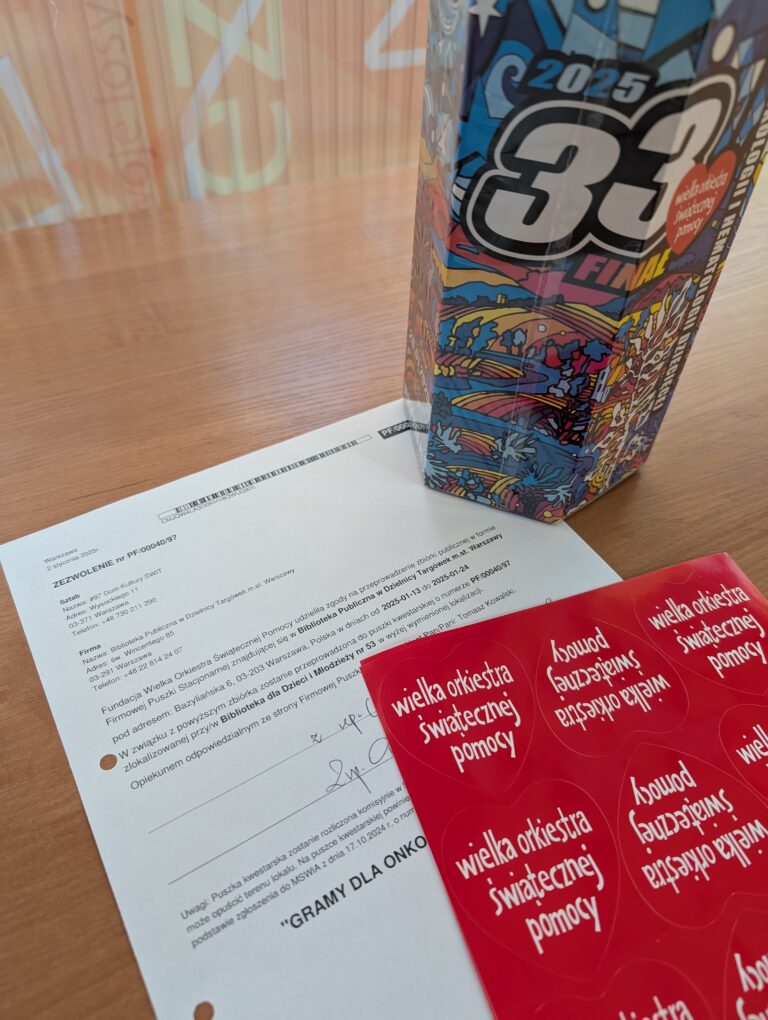 2025
33
FINAŁ
wielka orkiestra
świątecznej
pomocy
Warszawa
2 stycznia 2025r.
ZEZWOLENIE nr PF/00040/97
Sztab
Nazwa: #97 Dom Kultury ŚWIT
Adres: Wysockiego 11
03-371 Warszawa
Telefon: +48 730 211 290
Firma
Nazwa: Biblioteka Publiczna w Dzielnicy Targówek m.st. Warszawy
Adres: św. Wincentego 85
03-291 Warszawa
Telefon: +48 22 814 24 07
Fundacja Wielka Orkiestra Świątecznej Pomocy udzieliła zgody na przeprowadzenie zbiórki publicznej w formie
Firmowej Puszki Stacjonarnej znajdującej się w Biblioteka Publiczna w Dzielnicy Targówek m.st. Warszawy
pod adresem: Bazyliańska 6, 03-203 Warszawa, Polska w dniach od 2025-01-13 do 2025-01-24
W związku z powyższym zbiórka zostanie przeprowadzona do puszki kwestarskiej o numerze PF/00040/97
zlokalizowanej przy/w Biblioteka dla Dzieci i Młodzieży nr 53 w wyżej wymienionej lokalizacji.
Opiekunem odpowiedzialnym ze strony Firmowej Puszki Pan/Pani: Tomasz Kowalski.
Uwagi: Puszka kwestarska zostanie rozliczona komisyjnie w
może opuścić terenu lokalu. Na puszce kwestarskiej powinie
podstawie zgłoszenia do MSWiA z dnia 17.10.2024 r. o num
"GRAMY DLA ONKO
wielka orkiestra
świątecznej
pomocy
wielka orkiestra
świątecznej
pomocy
wielka orkiestra
świątecznej
pomocy
wielka orkiestra
świątecznej
pomocy
wielka orkiestra
świątecznej
pomocy